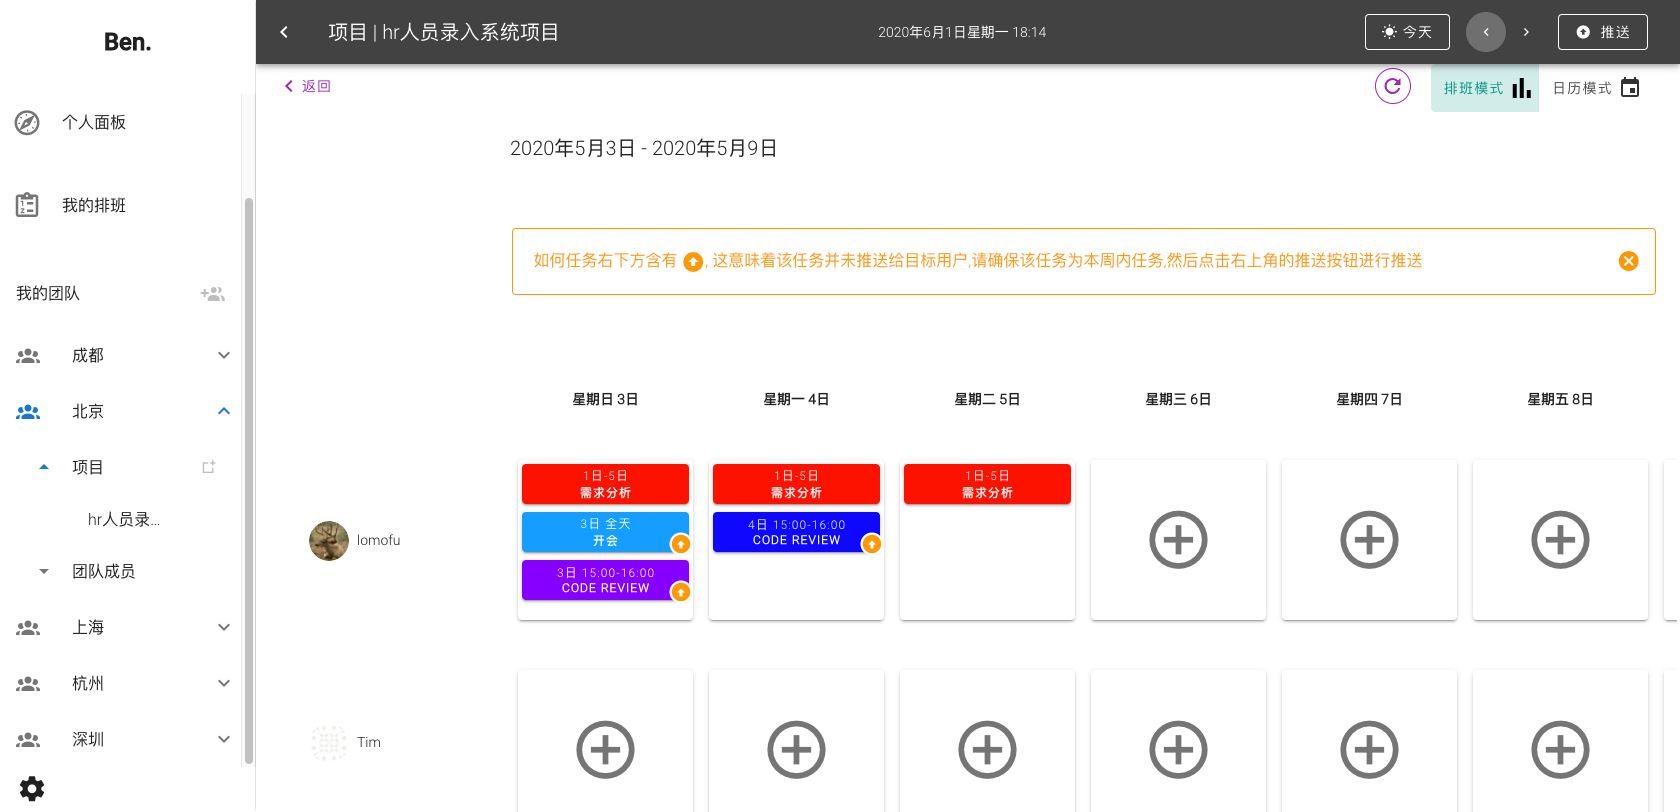 Ben.
个人面板
我的排班
我的团队
成都
北京
项目
hr人员录...
团队成员
上海
杭州
深圳
项目 | hr人员录入系统项目
2020年6月1日星期一 18:14
今天
推送
返回
排班模式
日历模式
2020年5月3日 - 2020年5月9日
如何任务右下方含有 , 这意味着该任务并未推送给目标用户,请确保该任务为本周内任务,然后点击右上角的推送按钮进行推送
星期日 3日
星期一 4日
星期二 5日
星期三 6日
星期四 7日
星期五 8日
lomofu
1日-5日
需求分析
3日 全天
开会
3日 15:00-16:00
CODE REVIEW
1日-5日
需求分析
4日 15:00-16:00
CODE REVIEW
1日-5日
需求分析
Tim